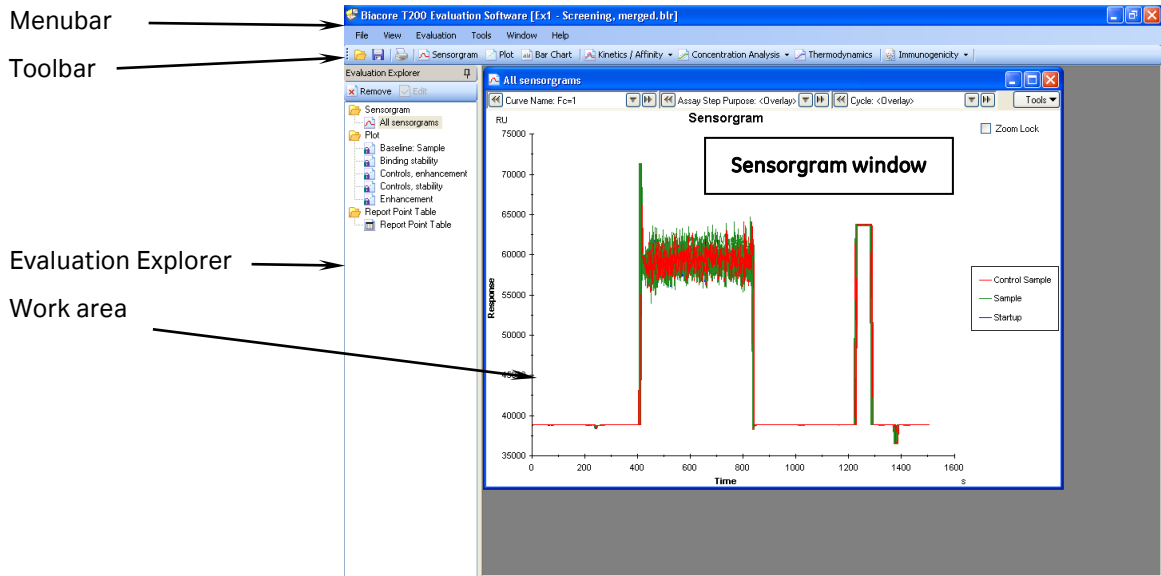 Menubar
Toolbar
Evaluation Explorer
Work area
Biacore T200 Evaluation Software [Ex1 - Screening, merged.blr]
File View Evaluation Tools Window Help
Sensorgram Plot Bar Chart Kinetics / Affinity Concentration Analysis Thermodynamics Immunogenicity
Evaluation Explorer
Remove Edit
Sensorgram
All sensorgrams
Plot
Baseline: Sample
Binding stability
Controls, enhancement
Controls, stability
Enhancement
Report Point Table
Report Point Table
All sensorgrams
Curve Name: Fc=1 Assay Step Purpose: <Overlay> Cycle: <Overlay> Tools
RU
Sensorgram
Zoom Lock
Sensorgram window
75000
70000
65000
60000
55000
50000
45000
40000
35000
Response
0 200 400 600 800 1000 1200 1400 1600
Time s
Control Sample
Sample
Startup